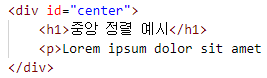 <div id="center">
<h1>중앙 정렬 예시</h1>
<p>Lorem ipsum dolor sit amet
</div>